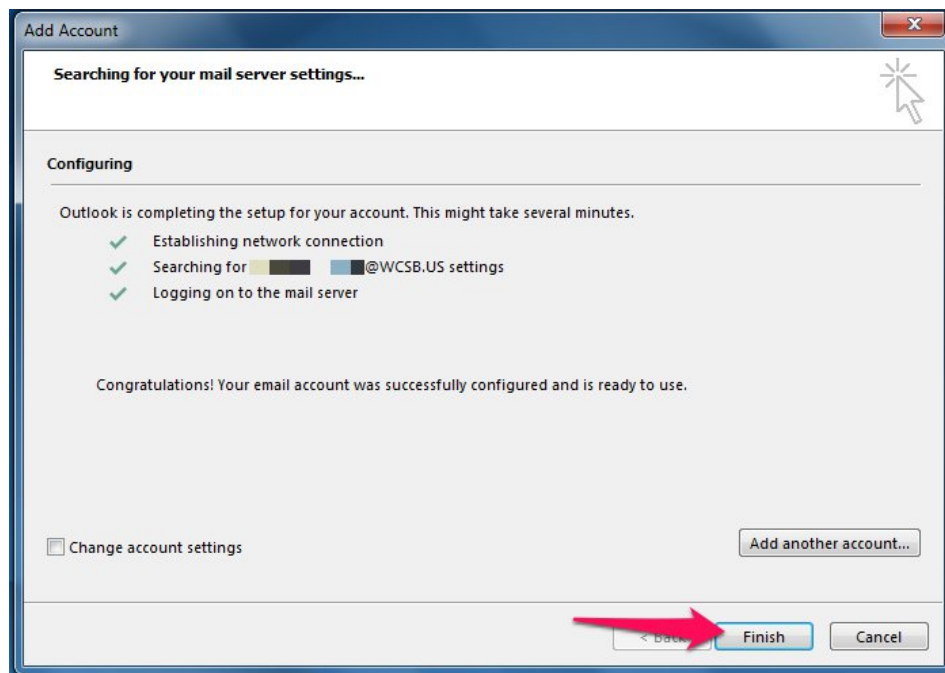 Add Account
Searching for your mail server settings...
Configuring
Outlook is completing the setup for your account. This might take several minutes.
Establishing network connection
Searching for @WCSB.US settings
Logging on to the mail server
Congratulations! Your email account was successfully configured and is ready to use.
Change account settings
Add another account...
< Back
Finish
Cancel